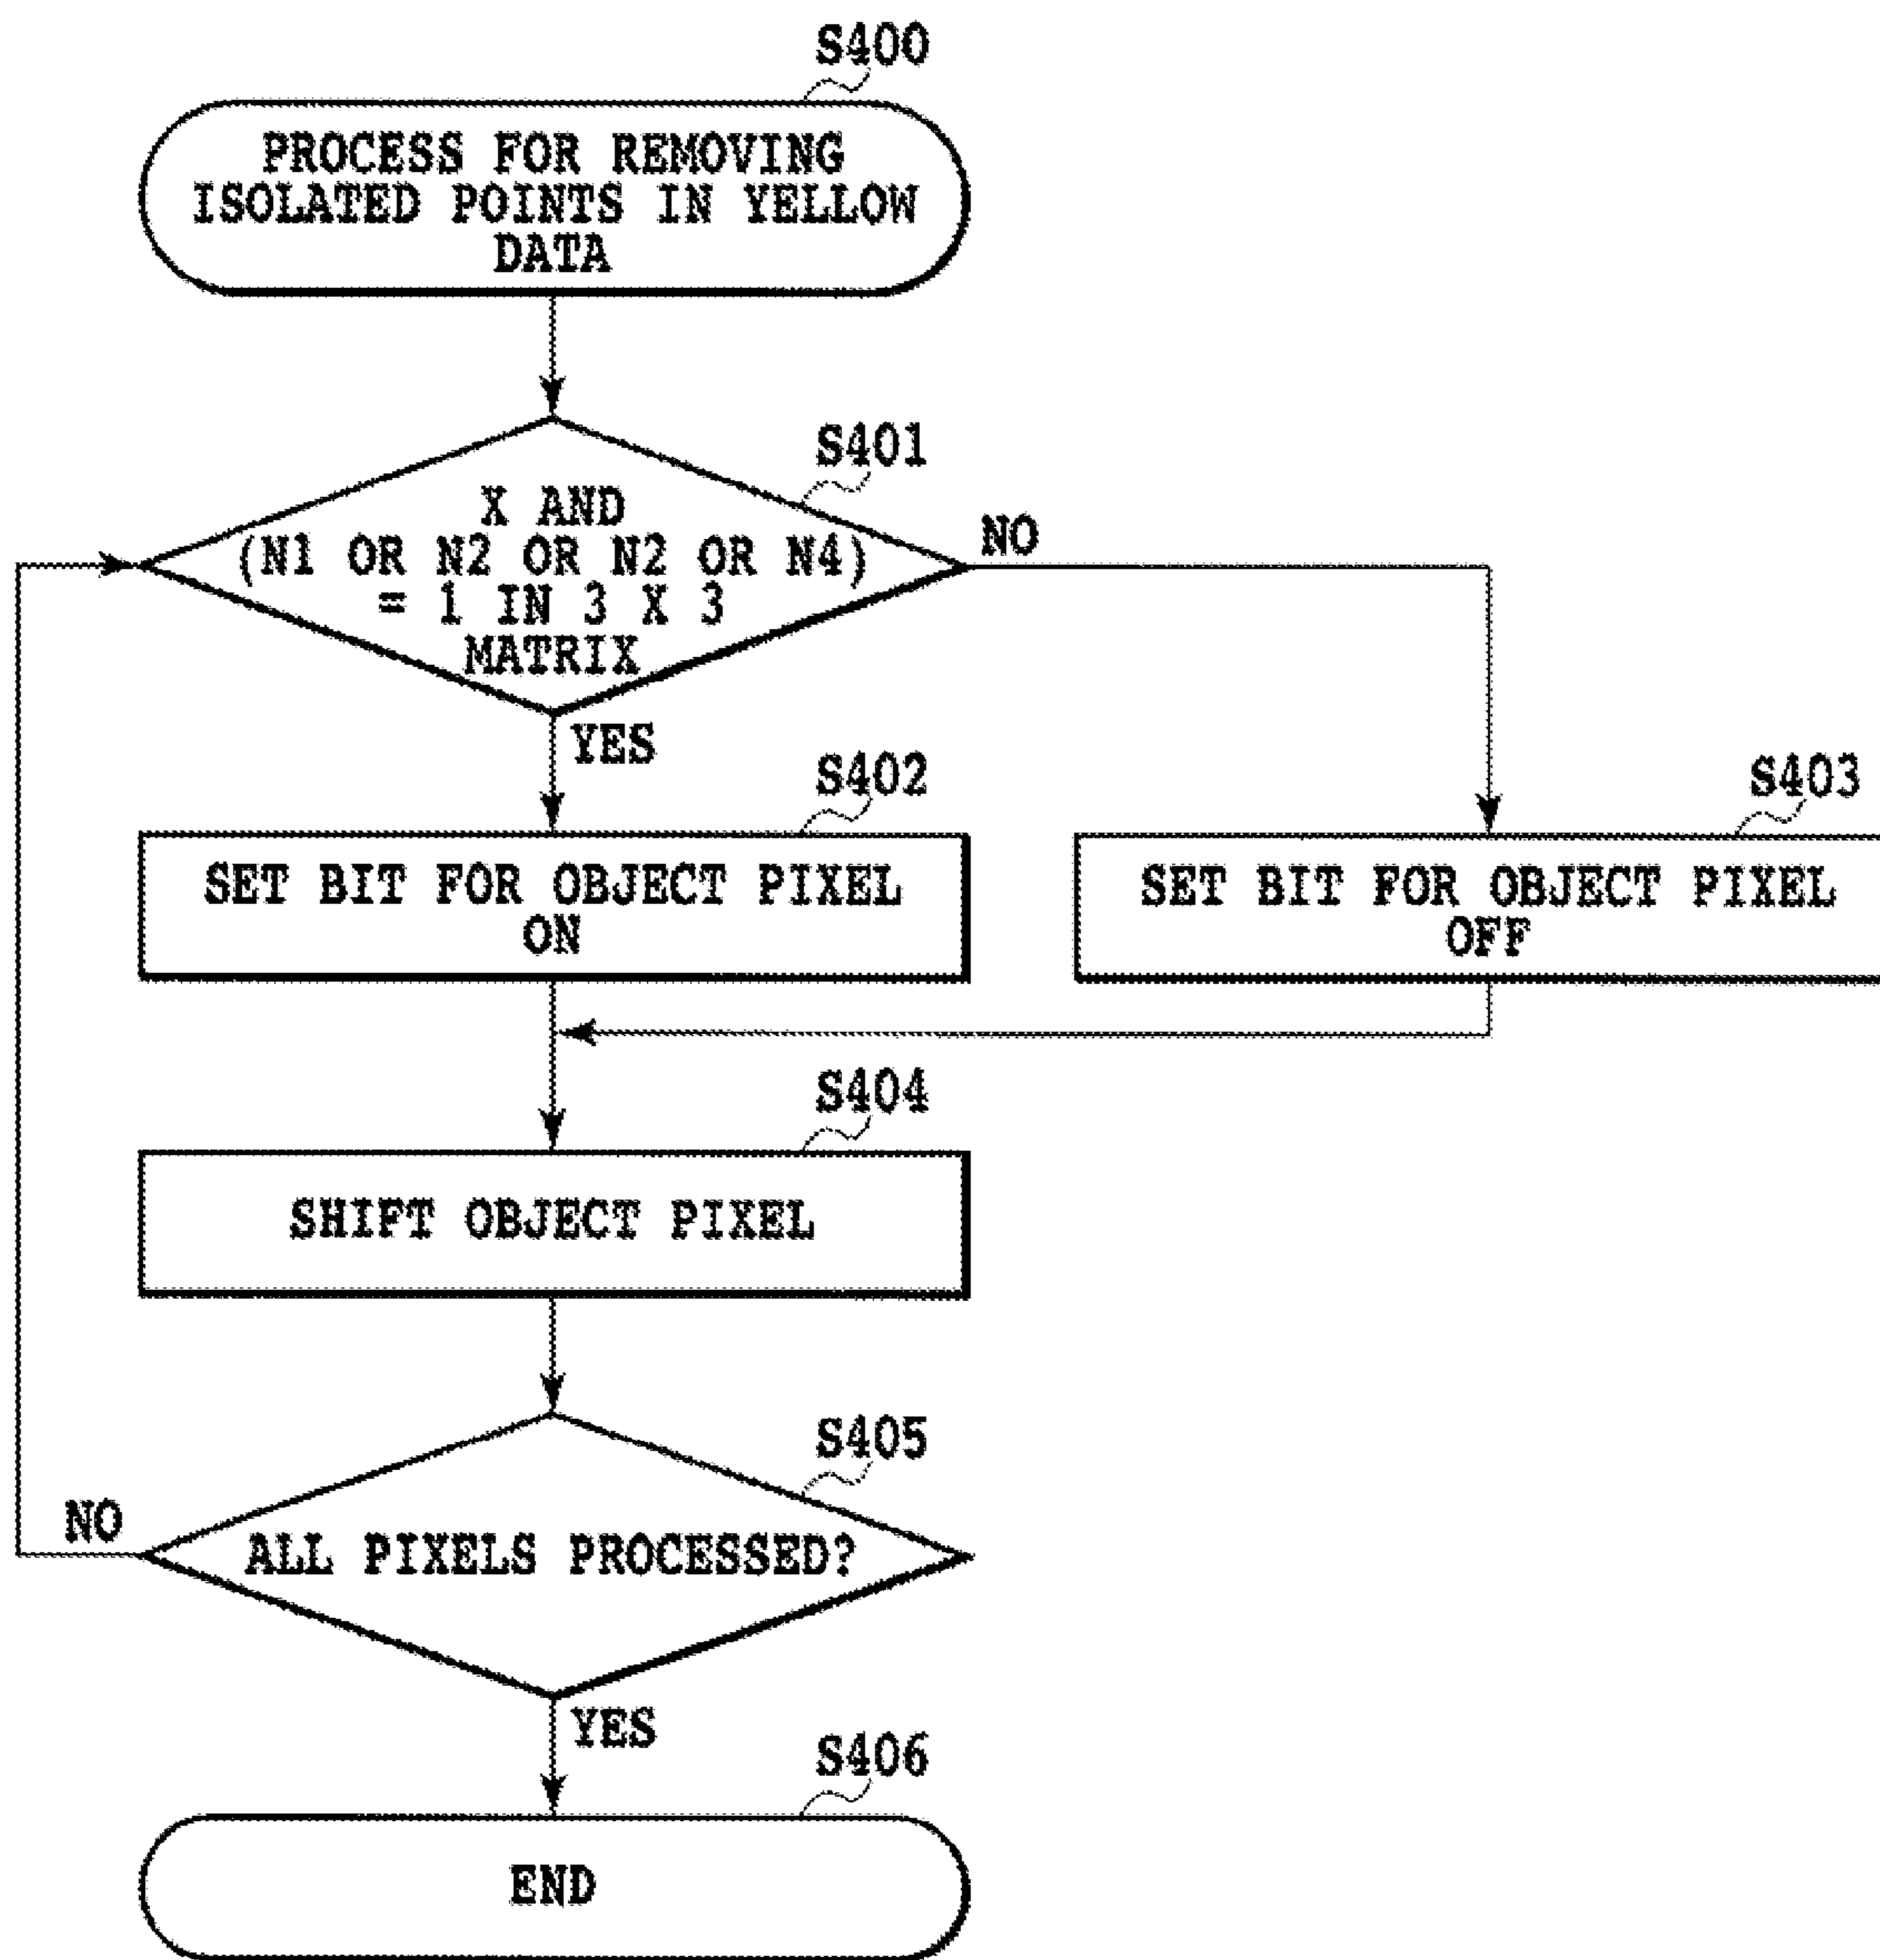 S400
PROCESS FOR REMOVING
ISOLATED POINTS IN YELLOW
DATA
S401
X AND
(N1 OR N2 OR N2 OR N4)
= 1 IN 3 X 3
MATRIX
NO
YES
S402
SET BIT FOR OBJECT PIXEL
ON
S403
SET BIT FOR OBJECT PIXEL
OFF
S404
SHIFT OBJECT PIXEL
S405
ALL PIXELS PROCESSED?
NO
YES
S406
END